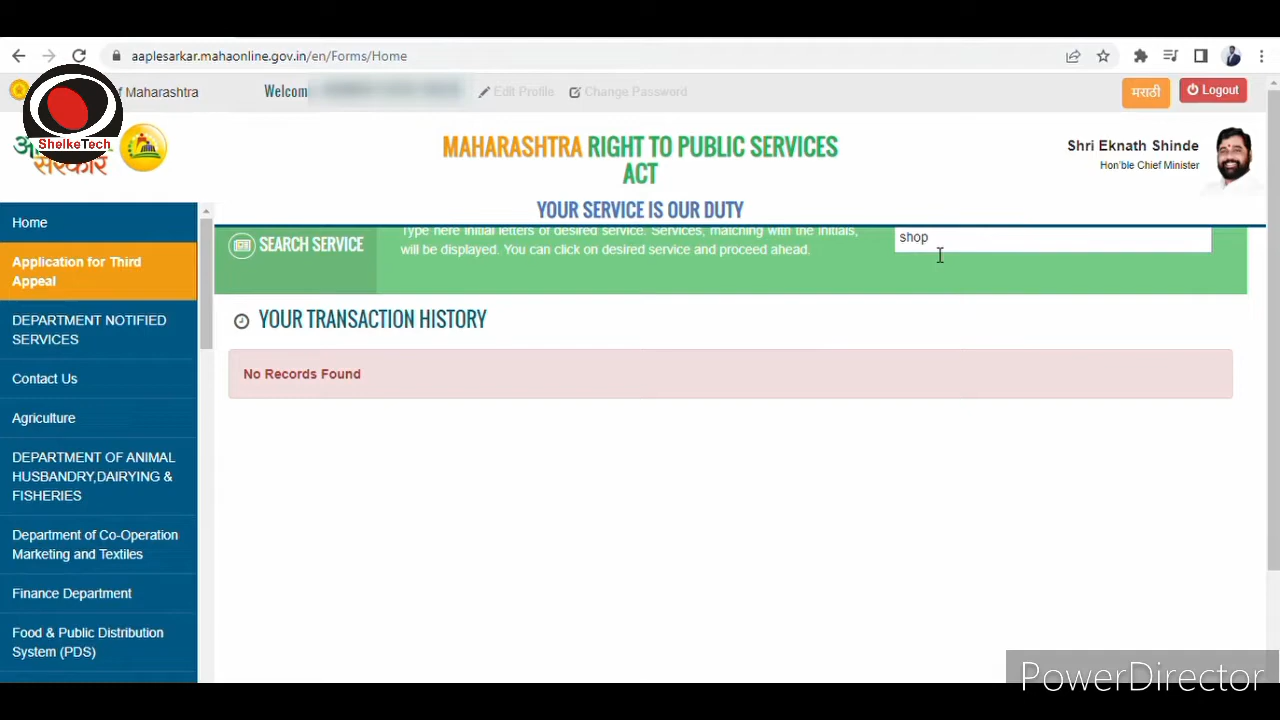 aaplesarkar.mahaonline.gov.in/en/Forms/Home
Maharashtra
Welcom
Edit Profile
Change Password
मराठी
Logout
ShelkeTech
सरकार
MAHARASHTRA RIGHT TO PUBLIC SERVICES
ACT
YOUR SERVICE IS OUR DUTY
Shri Eknath Shinde
Hon'ble Chief Minister
Home
Application for Third
Appeal
DEPARTMENT NOTIFIED
SERVICES
Contact Us
Agriculture
DEPARTMENT OF ANIMAL
HUSBANDRY,DAIRYING &
FISHERIES
Department of Co-Operation
Marketing and Textiles
Finance Department
Food & Public Distribution
System (PDS)
SEARCH SERVICE
Type here initial letters of desired service. Services, matching with the initials,
will be displayed. You can click on desired service and proceed ahead.
shop
YOUR TRANSACTION HISTORY
No Records Found
PowerDirector